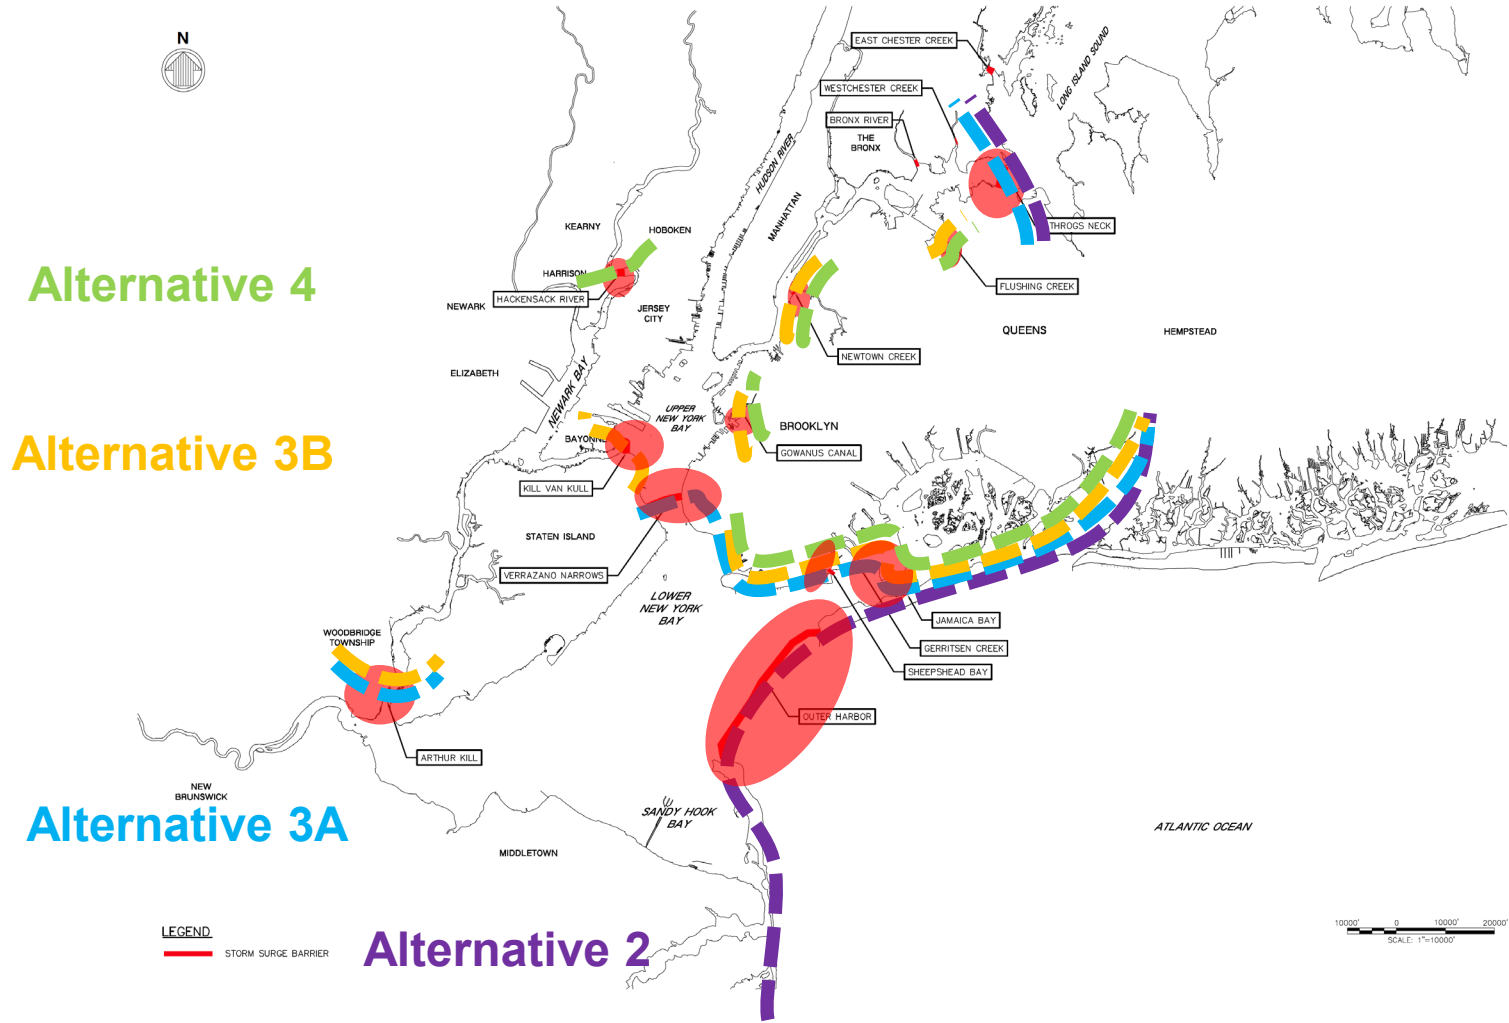 N
EAST CHESTER CREEK
LONG ISLAND SOUND
WESTCHESTER CREEK
BRONX RIVER
THE
BRONX
HUDSON RIVER
MANHATTAN
KEARNY
HOBOKEN
THROGS NECK
Alternative 4
HARRISON
HACKENSACK RIVER
FLUSHING CREEK
NEWARK
JERSEY
CITY
QUEENS
HEMPSTEAD
NEWTOWN CREEK
ELIZABETH
NEWARK BAY
UPPER
NEW YORK
BAY
BROOKLYN
Alternative 3B
BAYONNE
GOWANUS CANAL
KILL VAN KULL
STATEN ISLAND
VERRAZANO NARROWS
LOWER
NEW YORK
BAY
JAMAICA BAY
WOODBRIDGE
TOWNSHIP
GERRITSEN CREEK
SHEEPSHEAD BAY
OUTER HARBOR
ARTHUR KILL
NEW
BRUNSWICK
Alternative 3A
SANDY HOOK
BAY
ATLANTIC OCEAN
MIDDLETOWN
LEGEND
STORM SURGE BARRIER
Alternative 2
10000' 0 10000' 20000'
SCALE: 1"=10000'